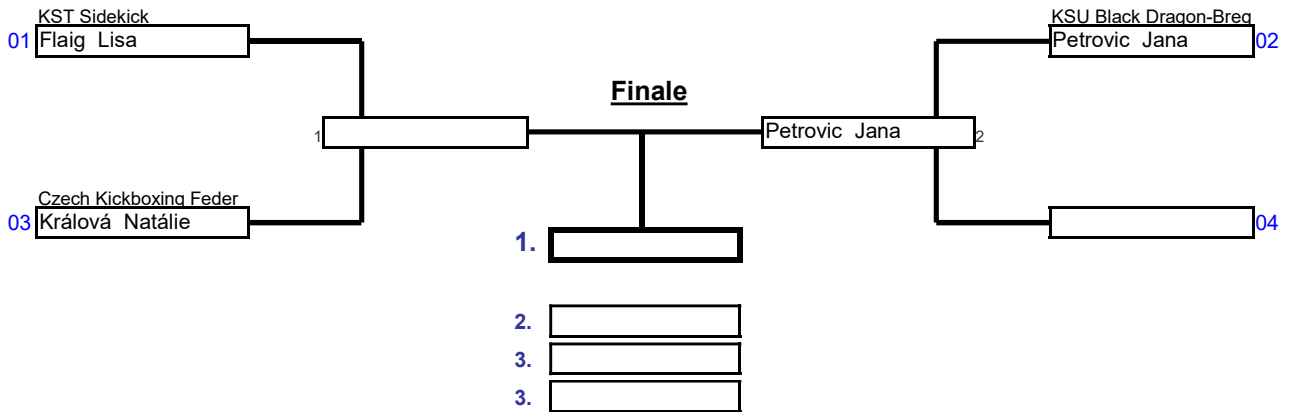 KST Sidekick
01 Flaig Lisa
KSU Black Dragon-Breg
Petrovic Jana 02
Finale
1
Petrovic Jana 2
Czech Kickboxing Feder
03 Králová Natálie
04
1.
2.
3.
3.